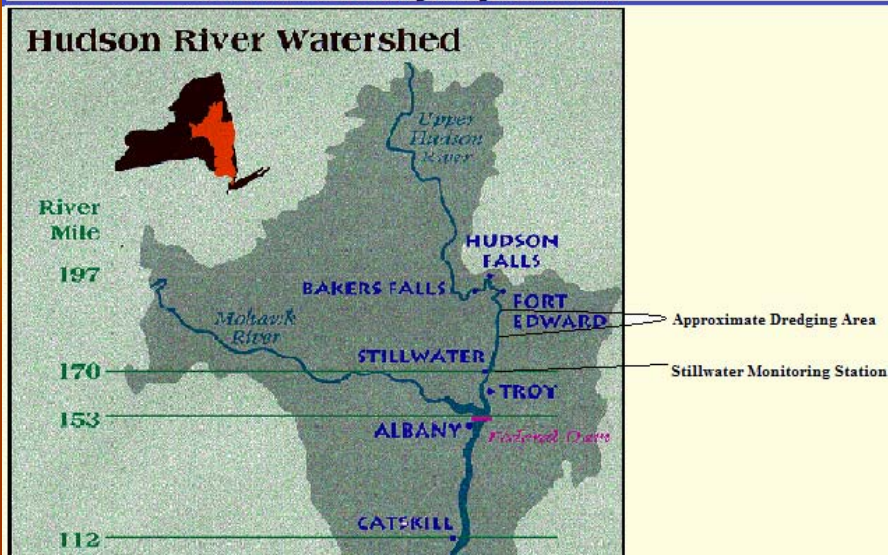 Hudson River Watershed
Upper
Hudson
River
River
Mile
HUDSON
FALLS
197
BAKERS FALLS
FORT
EDWARD
Approximate Dredging Area
Mohawk
River
STILLWATER
170
Stillwater Monitoring Station
TROY
153
ALBANY
Federal Dam
CATSKILL
112